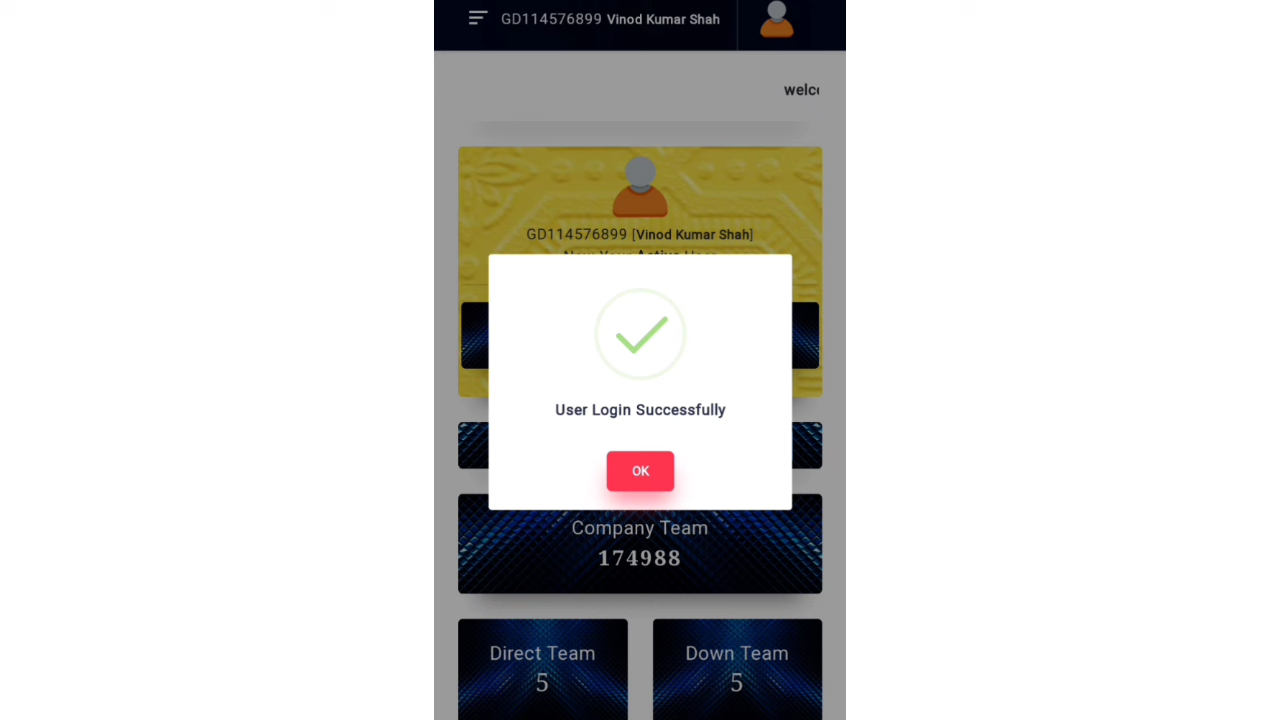 GD114576899 Vinod Kumar Shah
welco
GD114576899 [Vinod Kumar Shah]
User Login Successfully
OK
Company Team
174988
Direct Team
5
Down Team
5